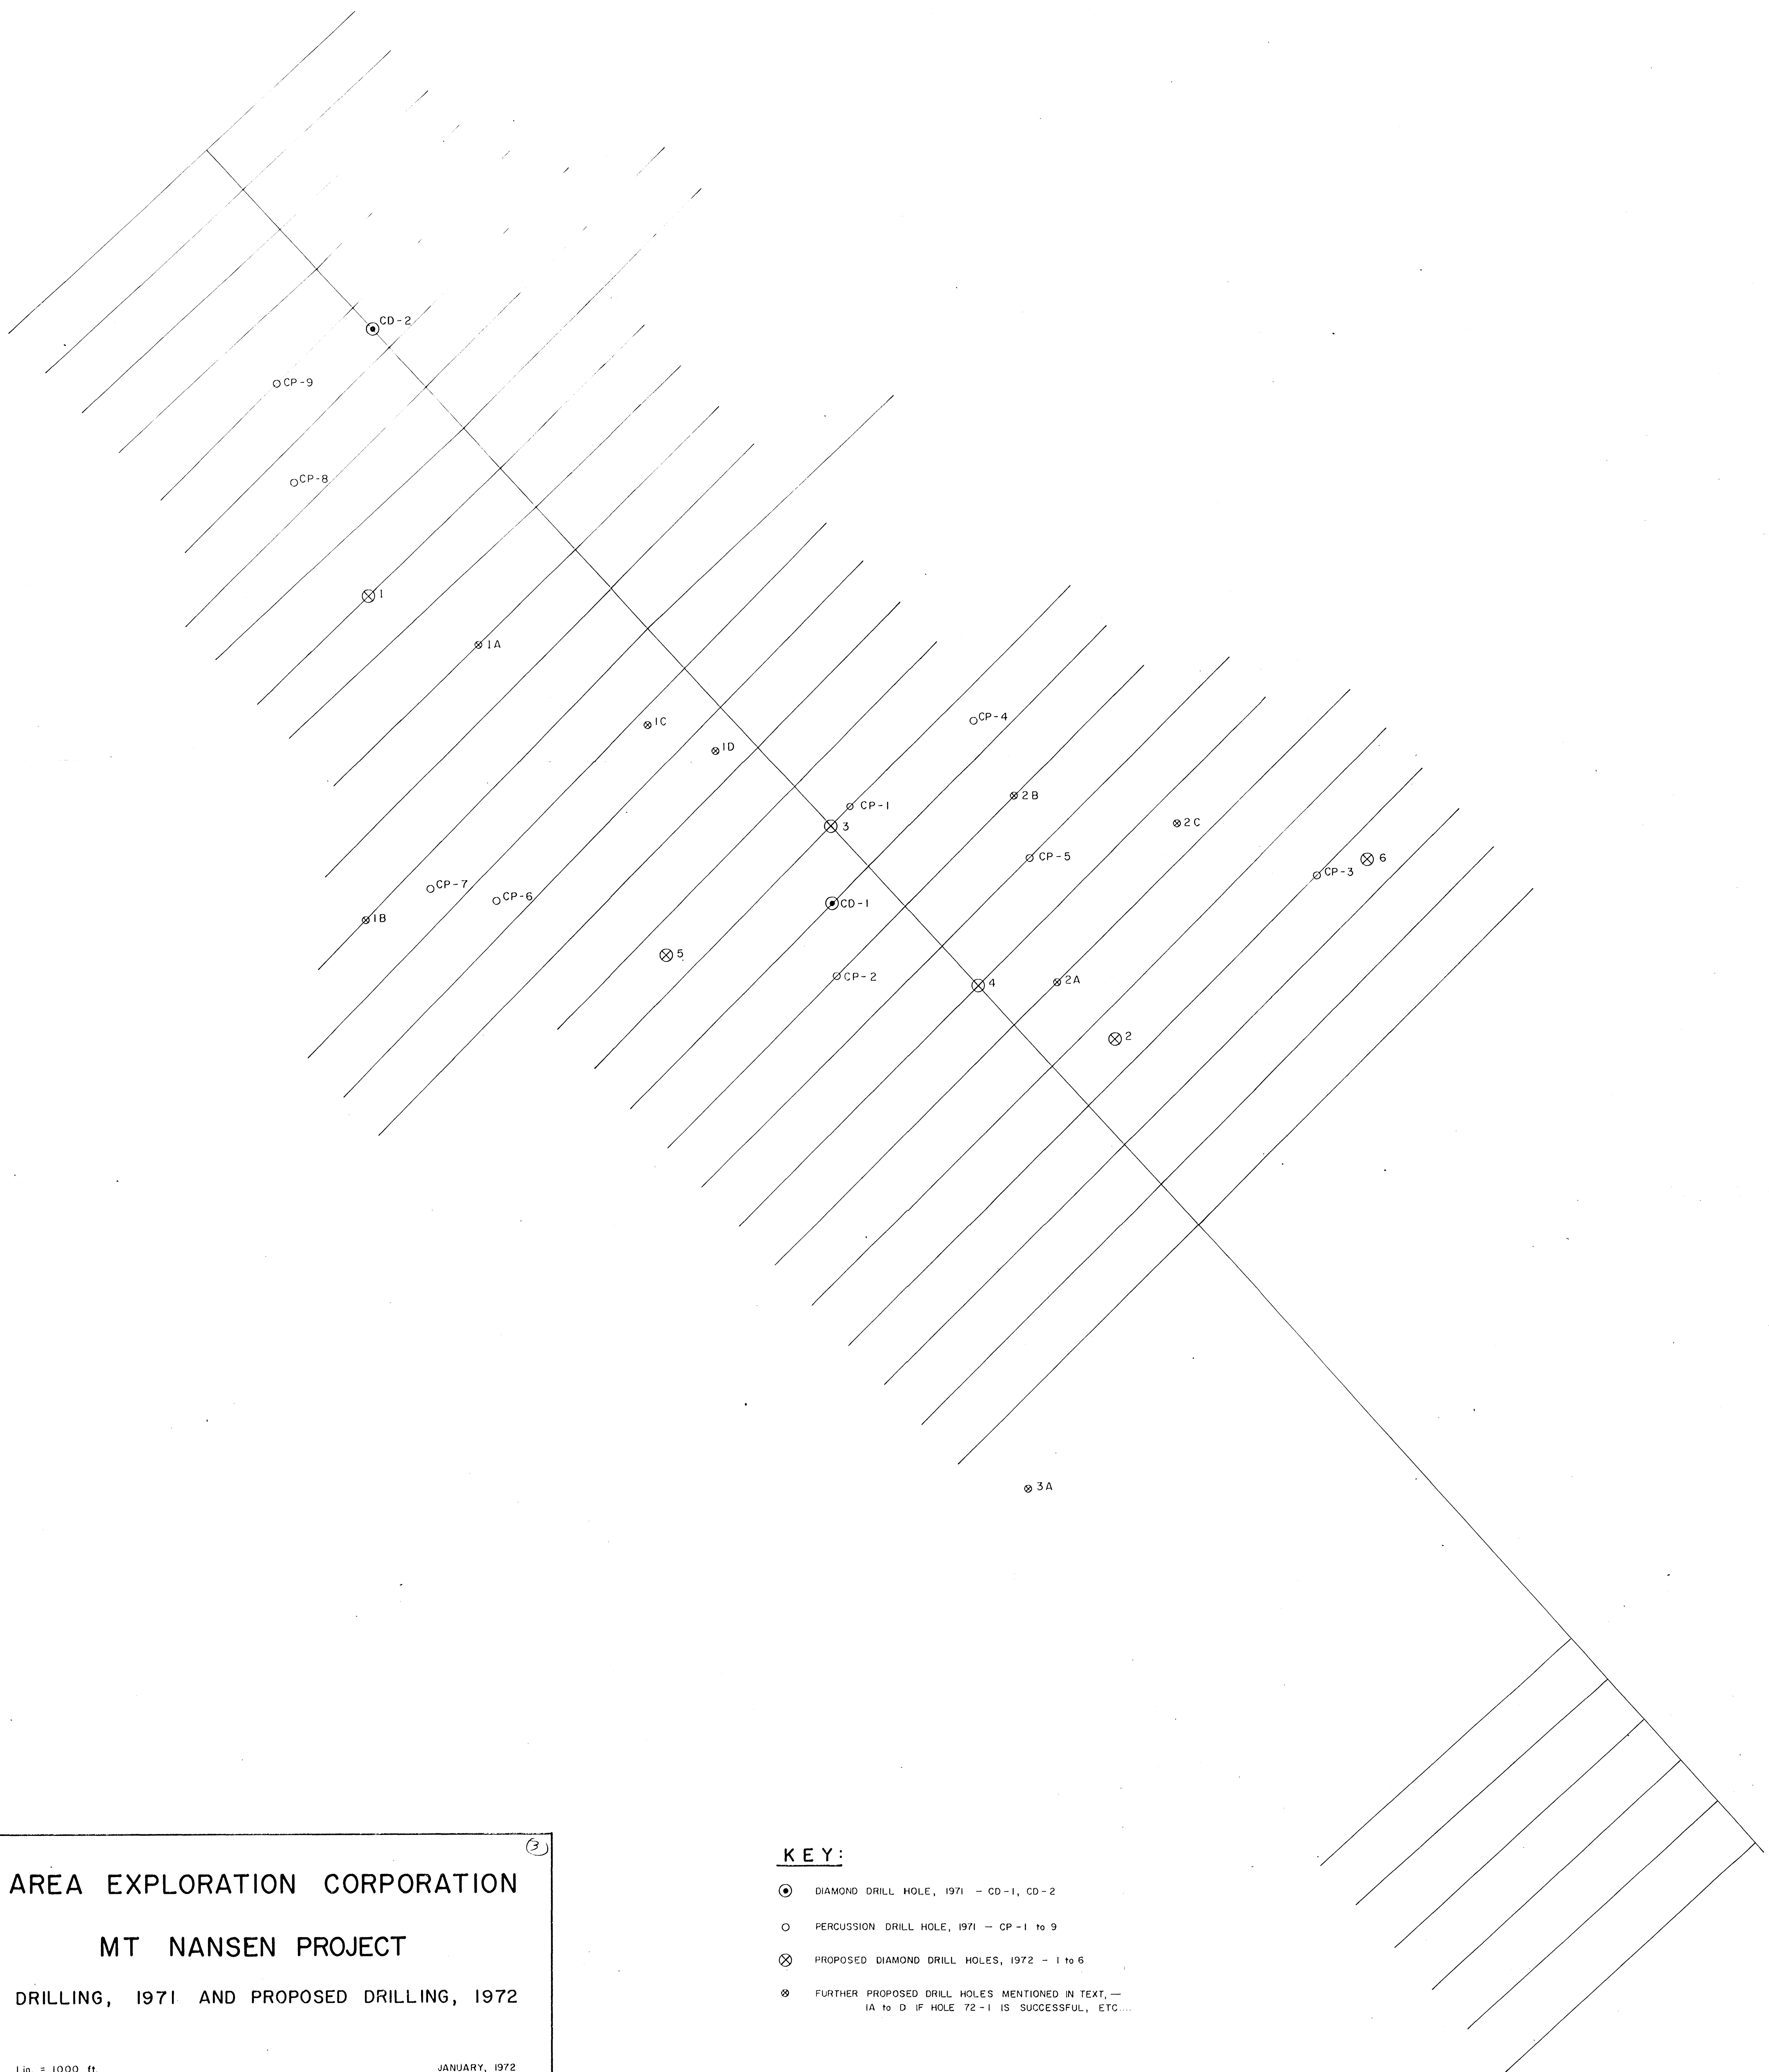 CD-2
CP-9
CP-8
1
1A
1C
1D
CP-4
CP-1
3
2B
2C
CP-5
CP-3
6
CP-7
CP-6
1B
CD-1
5
CP-2
4
2A
2
3A
3
AREA EXPLORATION CORPORATION
MT NANSEN PROJECT
DRILLING, 1971 AND PROPOSED DRILLING, 1972
1 in. = 1000 ft.
JANUARY, 1972
KEY:
DIAMOND DRILL HOLE, 1971 - CD-1, CD-2
PERCUSSION DRILL HOLE, 1971 - CP-1 to 9
PROPOSED DIAMOND DRILL HOLES, 1972 - 1 to 6
FURTHER PROPOSED DRILL HOLES MENTIONED IN TEXT, —
1A to D IF HOLE 72-1 IS SUCCESSFUL, ETC....